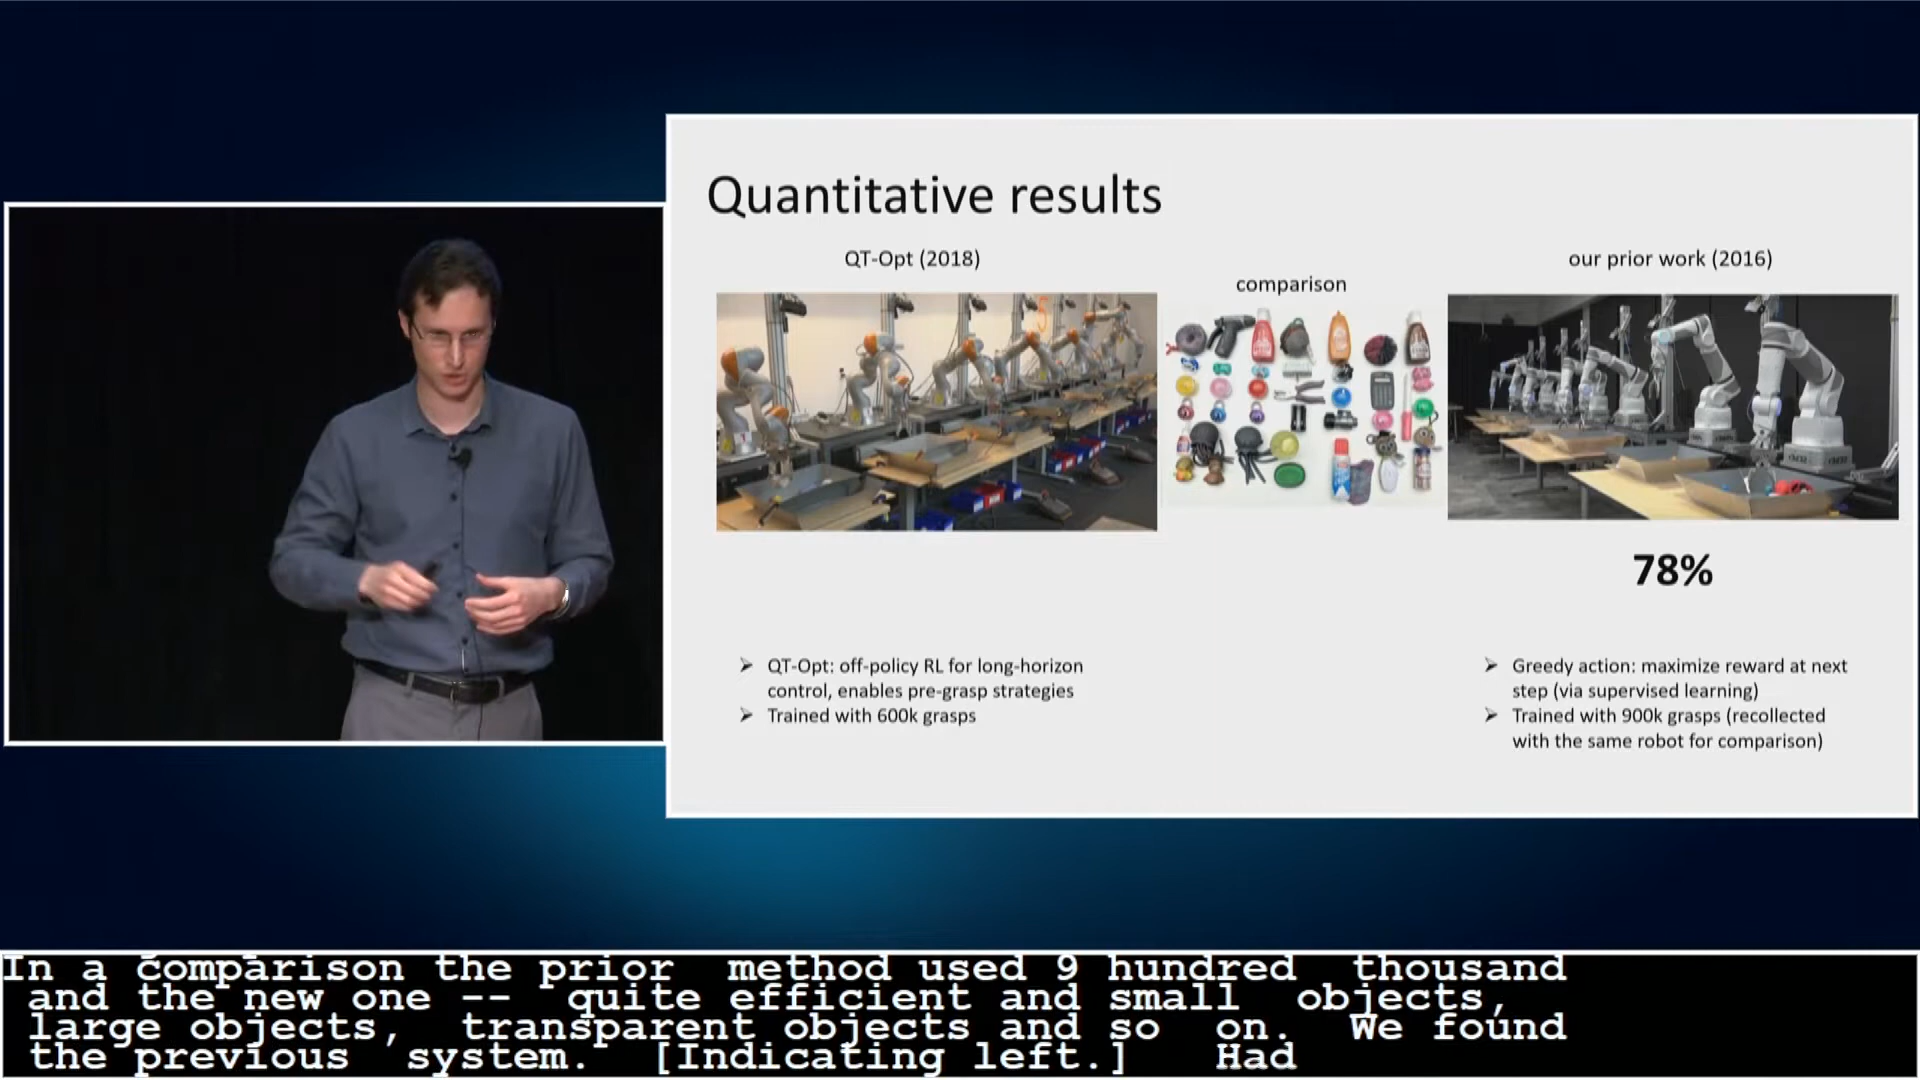 Quantitative results
QT-Opt (2018)
comparison
our prior work (2016)
78%
➢ QT-Opt: off-policy RL for long-horizon
control, enables pre-grasp strategies
➢ Trained with 600k grasps
➢ Greedy action: maximize reward at next
step (via supervised learning)
➢ Trained with 900k grasps (recollected
with the same robot for comparison)
In a comparison the prior method used 9 hundred thousand
and the new one -- quite efficient and small objects,
large objects, transparent objects and so on. We found
the previous system. [Indicating left.] Had